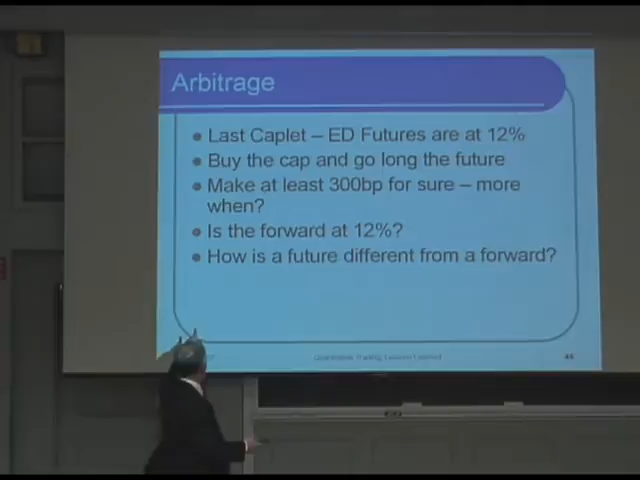 Arbitrage
Last Caplet – ED Futures are at 12%
Buy the cap and go long the future
Make at least 300bp for sure – more
when?
Is the forward at 12%?
How is a future different from a forward?
Quantitative Trading Lessons Learned